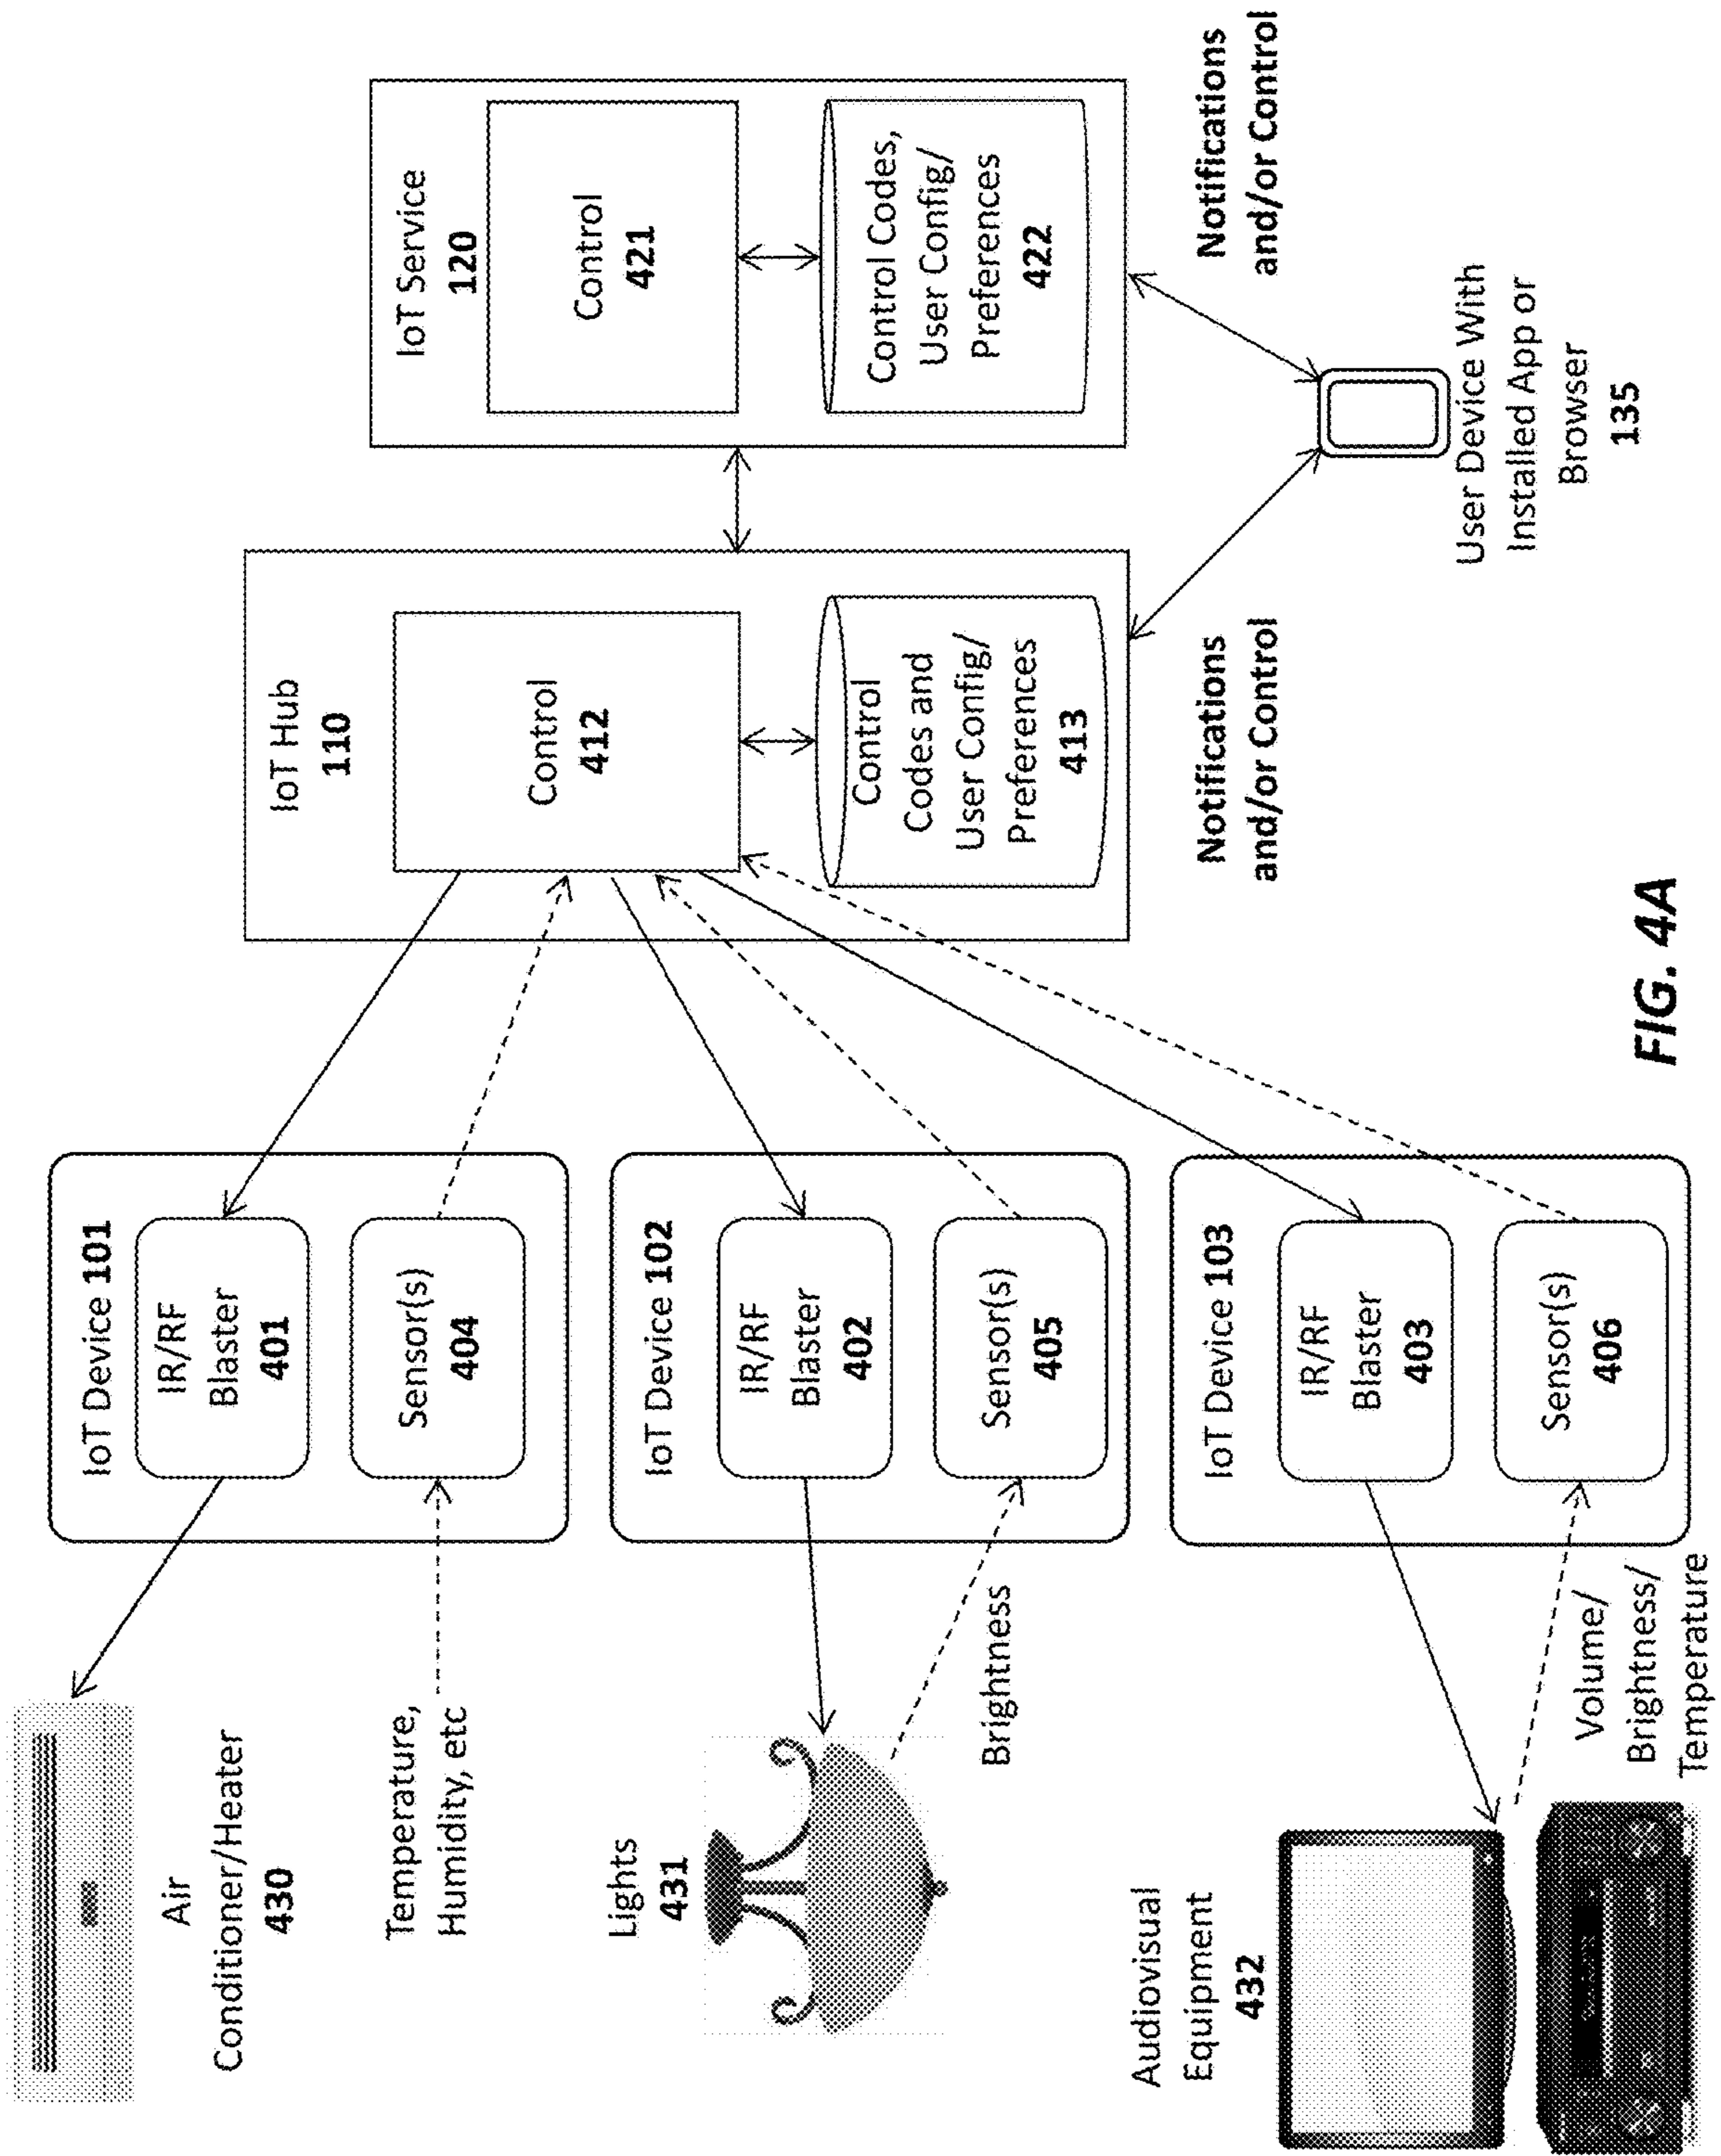 Air
Conditioner/Heater
430
Temperature,
Humidity, etc
Lights
431
Brightness
Audiovisual
Equipment
432
Volume/
Brightness/
Temperature
IoT Device 101
IR/RF
Blaster
401
Sensor(s)
404
IoT Device 102
IR/RF
Blaster
402
Sensor(s)
405
IoT Device 103
IR/RF
Blaster
403
Sensor(s)
406
IoT Hub
110
Control
412
Control
Codes and
User Config/
Preferences
413
Notifications
and/or Control
IoT Service
120
Control
421
Control Codes,
User Config/
Preferences
422
Notifications
and/or Control
User Device With
Installed App or
Browser
135
FIG. 4A